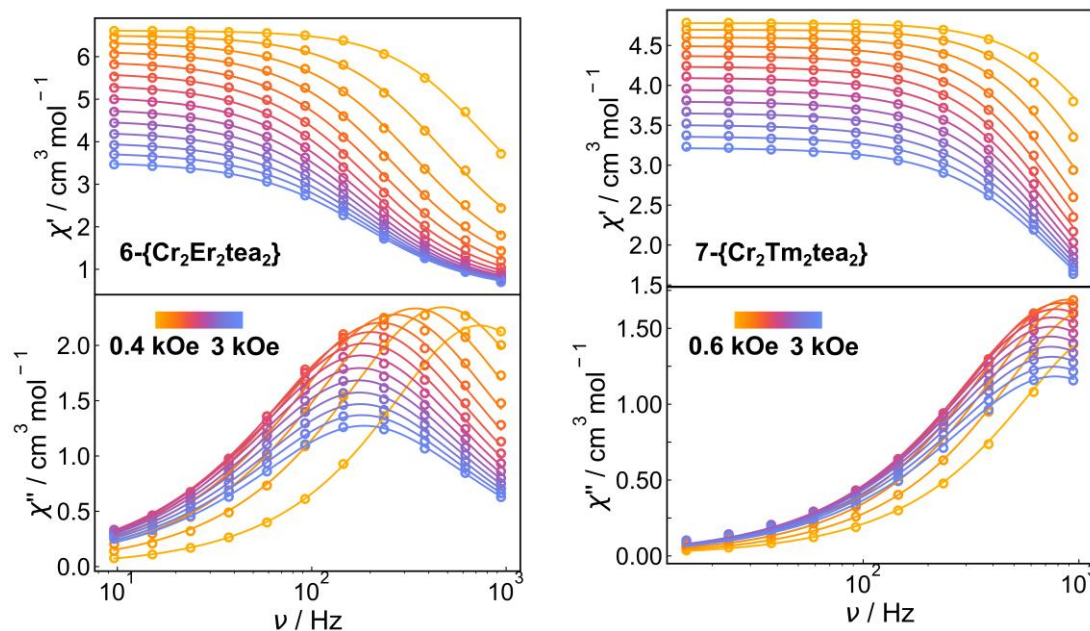 6
5
4
3
2
1
χ' / cm³ mol⁻¹
6-{Cr₂Er₂tea₂}
2.0
1.5
1.0
0.5
0.0
χ'' / cm³ mol⁻¹
0.4 kOe 3 kOe
10¹ 10² 10³
ν / Hz
4.5
4.0
3.5
3.0
2.5
2.0
1.5
χ' / cm³ mol⁻¹
7-{Cr₂Tm₂tea₂}
1.50
1.00
0.50
0.00
χ'' / cm³ mol⁻¹
0.6 kOe 3 kOe
10² 10³
ν / Hz